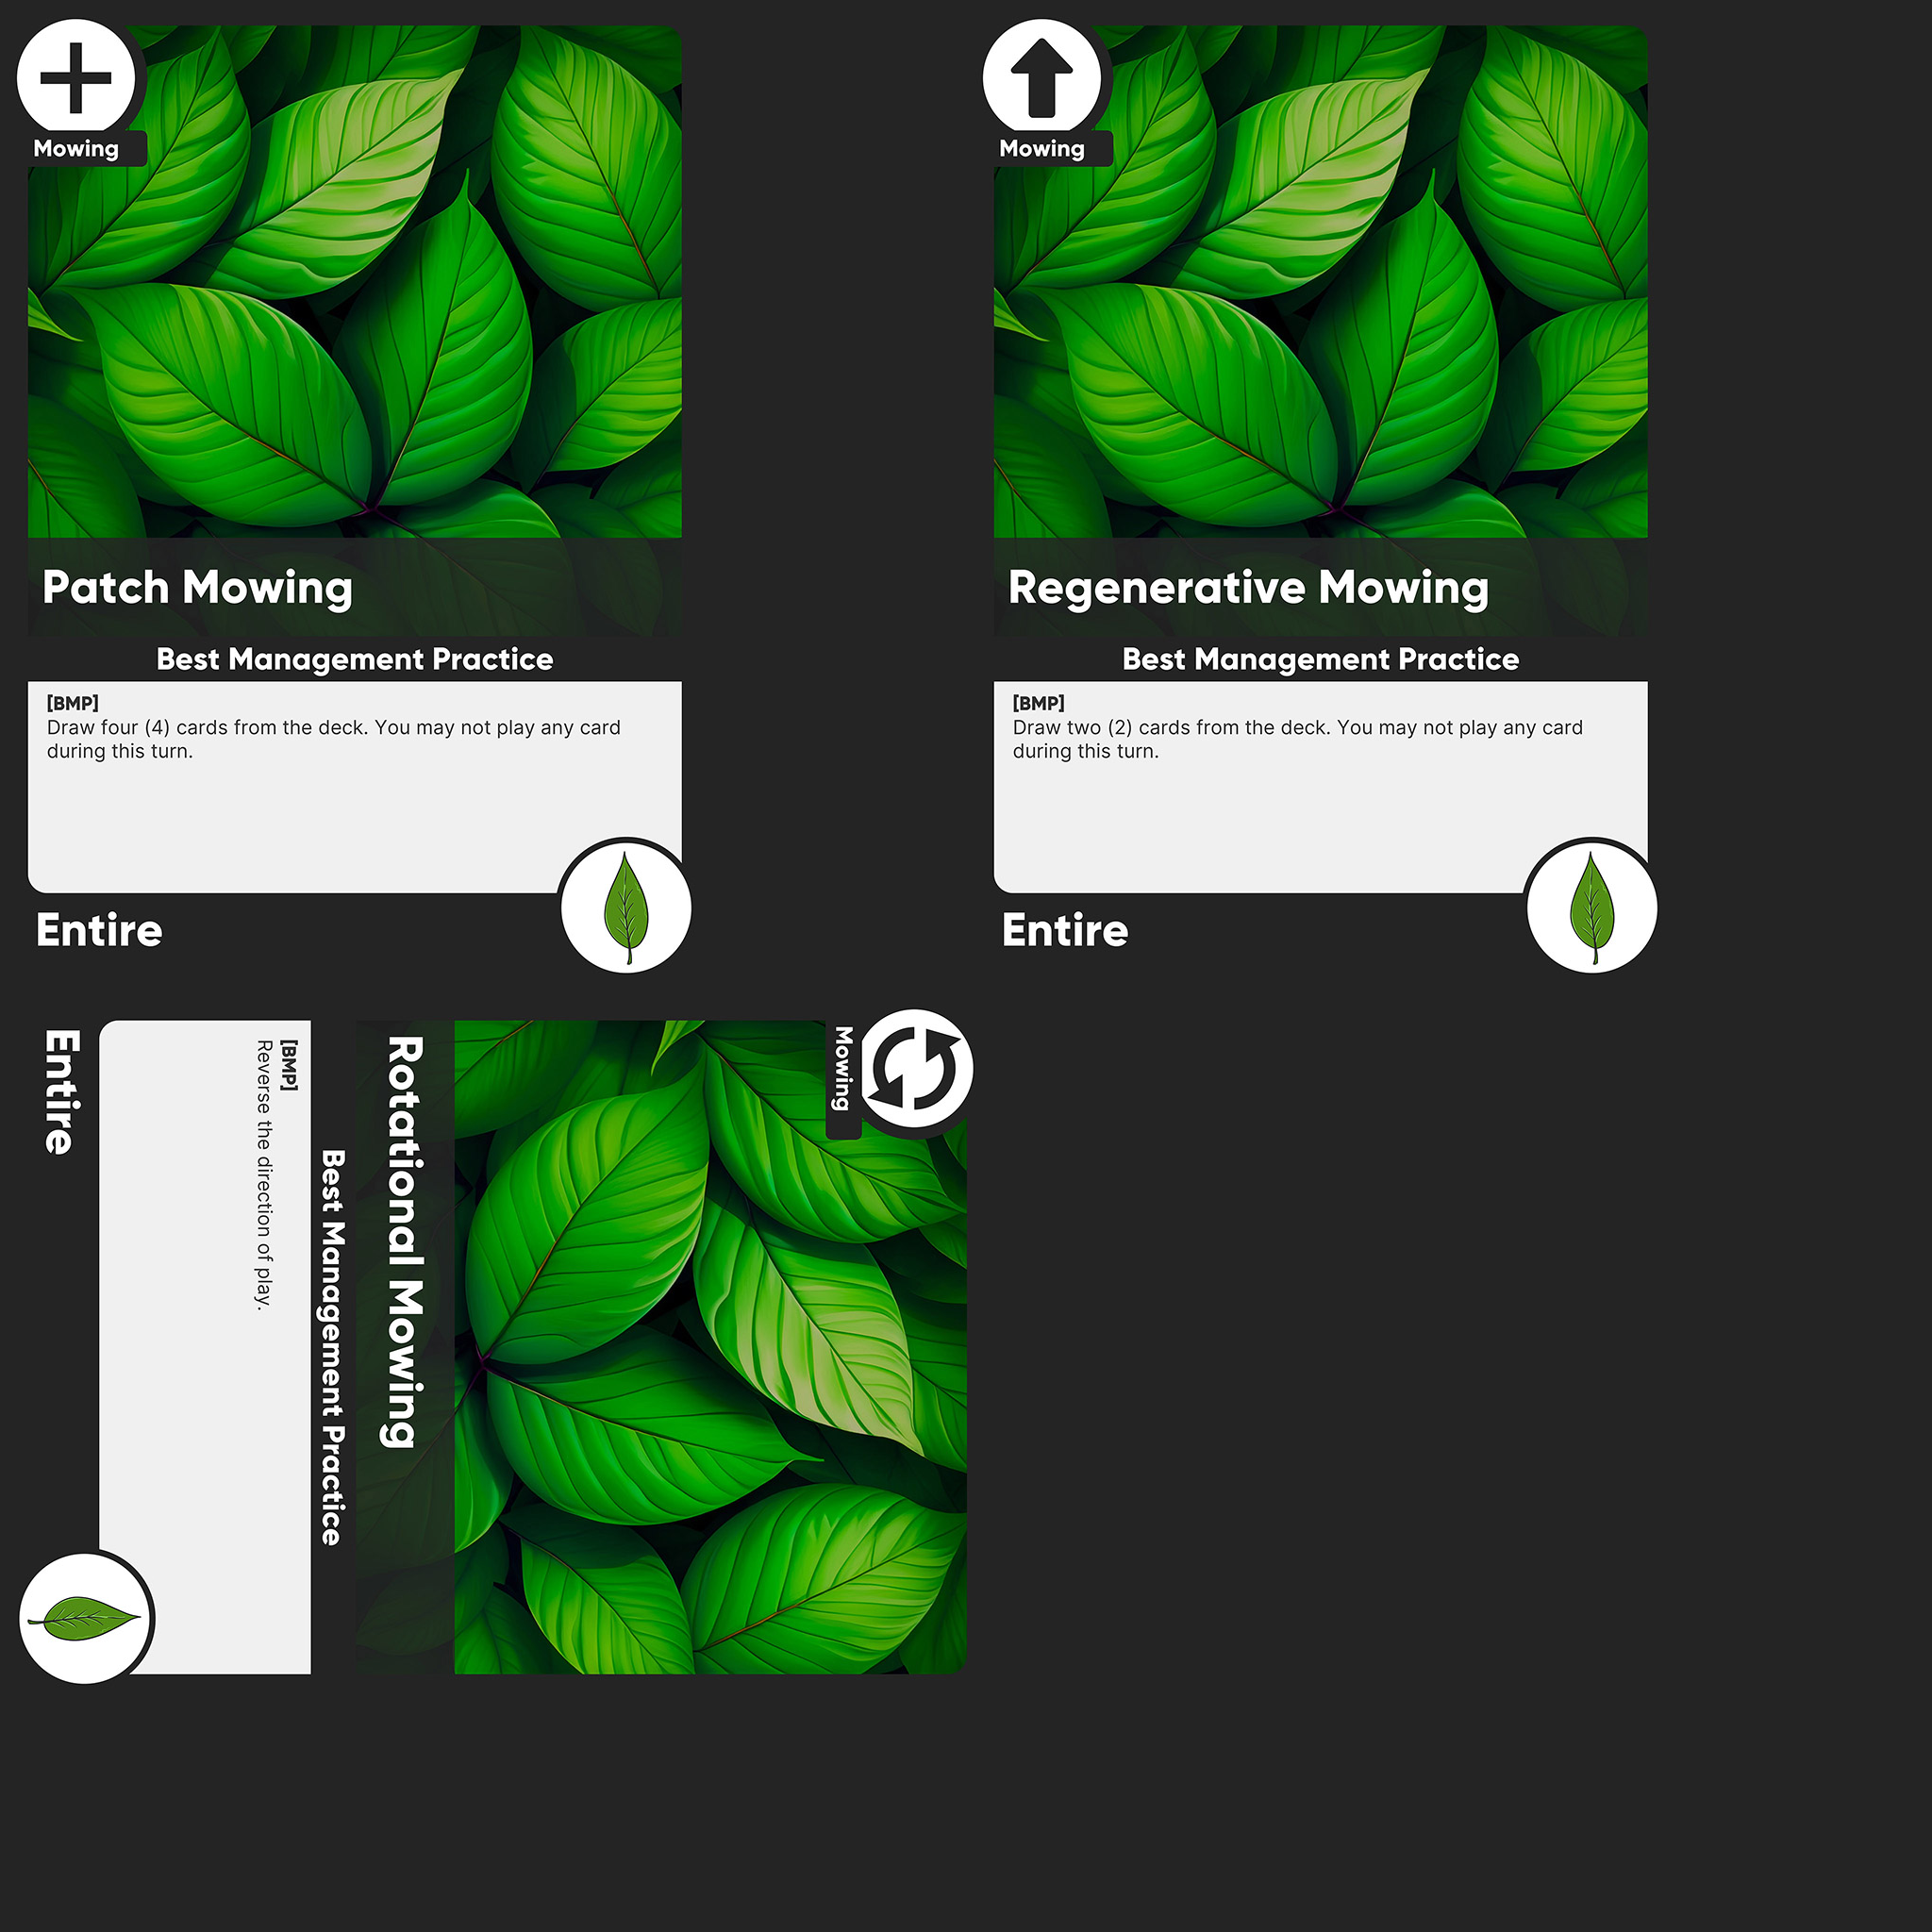 Mowing
Patch Mowing
Best Management Practice
[BMP]
Draw four (4) cards from the deck. You may not play any card
during this turn.
Entire
Mowing
Regenerative Mowing
Best Management Practice
[BMP]
Draw two (2) cards from the deck. You may not play any card
during this turn.
Entire
Mowing
Rotational Mowing
Best Management Practice
[BMP]
Reverse the direction of play.
Entire